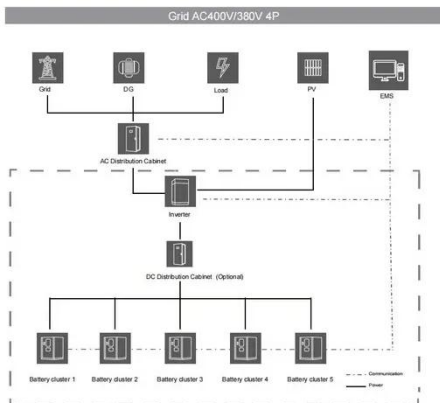 Grid AC400V/380V 4P
Grid DG Load PV EMS
AC Distribution Cabinet
Inverter
DC Distribution Cabinet (Optional)
Battery cluster 1 Battery cluster 2 Battery cluster 3 Battery cluster 4 Battery cluster 5
Communication
Power